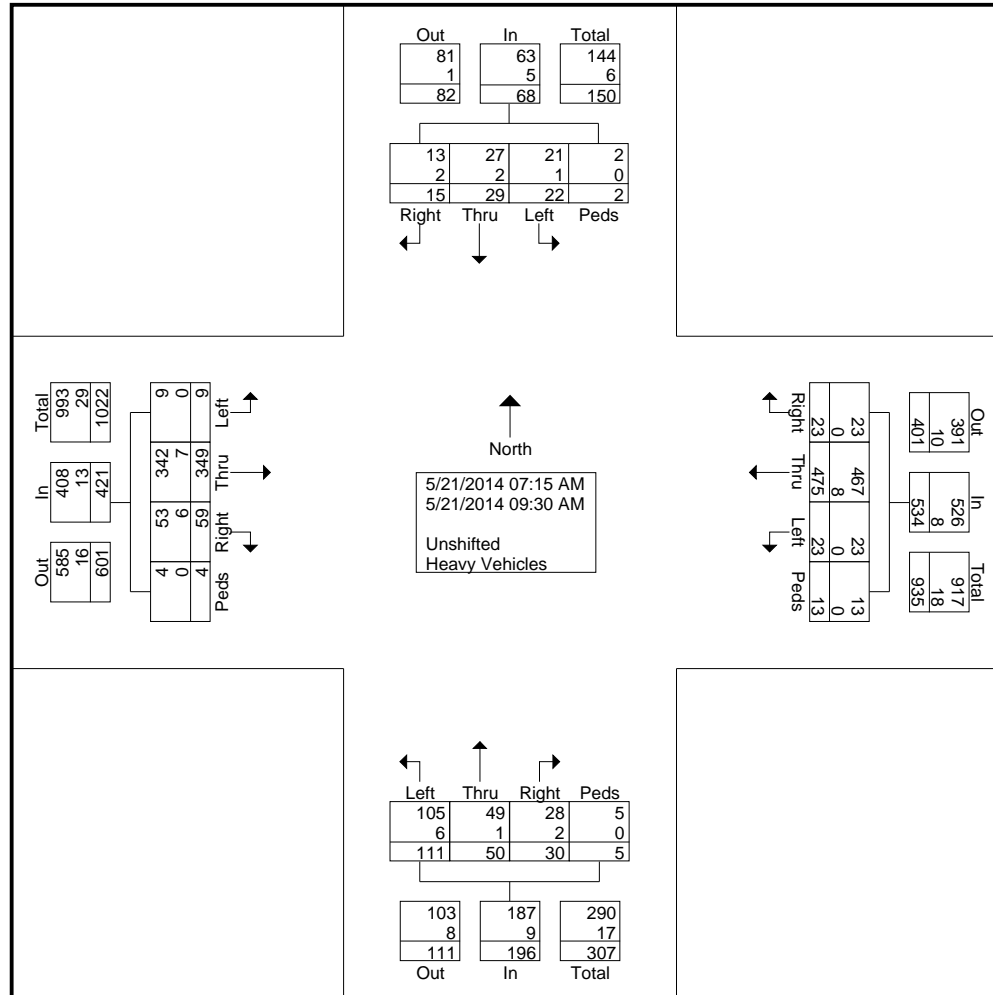 Out In Total
81 63 144
1 5 6
82 68 150
13 27 21 2
2 2 1 0
15 29 22 2
Right Thru Left Peds
Total
993
29
1022
In
408
13
421
Out
585
16
601
9 0 9 Left
342 7 349 Thru
53 6 59 Right
4 0 4 Peds
North
5/21/2014 07:15 AM
5/21/2014 09:30 AM
Unshifted
Heavy Vehicles
Right 23 0 23
Thru 475 8 467
Left 23 0 23
Peds 13 0 13
Out
391
10
401
In
526
8
534
Total
917
18
935
Left Thru Right Peds
105 49 28 5
6 1 2 0
111 50 30 5
103 187 290
8 9 17
111 196 307
Out In Total